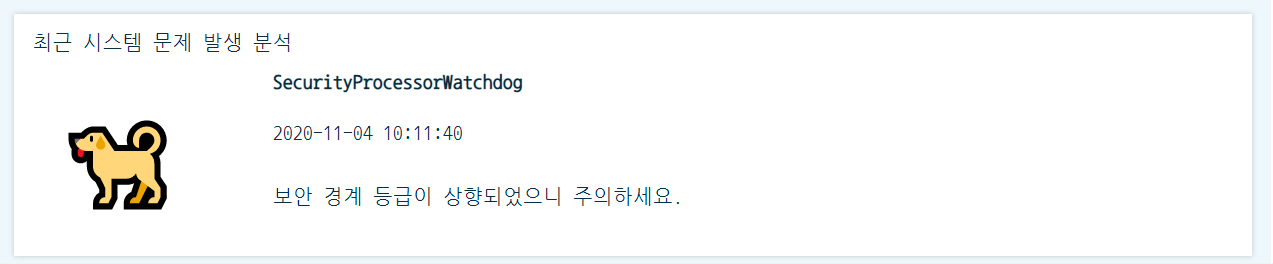 최근 시스템 문제 발생 분석
SecurityProcessorWatchdog
2020-11-04 10:11:40
보안 경계 등급이 상향되었으니 주의하세요.